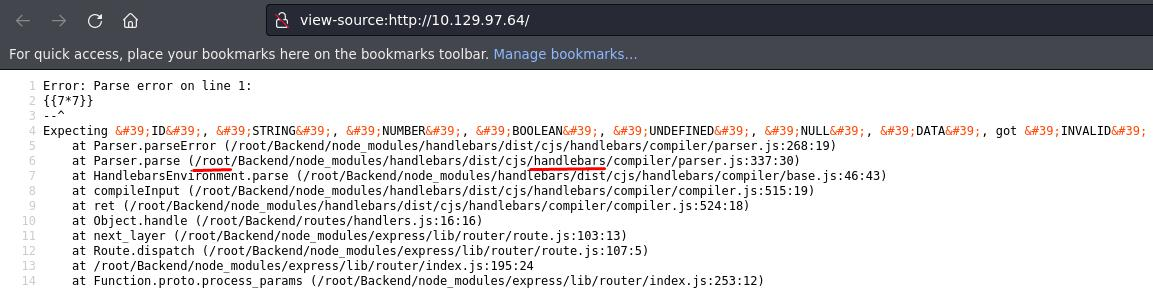 view-source:http://10.129.97.64/
For quick access, place your bookmarks here on the bookmarks toolbar. Manage bookmarks...
1 Error: Parse error on line 1:
2 {{7*7}}
3 --^
4 Expecting &#39;ID&#39;, &#39;STRING&#39;, &#39;NUMBER&#39;, &#39;BOOLEAN&#39;, &#39;UNDEFINED&#39;, &#39;NULL&#39;, &#39;DATA&#39;, got &#39;INVALID&#39;
5     at Parser.parseError (/root/Backend/node_modules/handlebars/dist/cjs/handlebars/compiler/parser.js:268:19)
6     at Parser.parse (/root/Backend/node_modules/handlebars/dist/cjs/handlebars/compiler/parser.js:337:30)
7     at HandlebarsEnvironment.parse (/root/Backend/node_modules/handlebars/dist/cjs/handlebars/compiler/base.js:46:43)
8     at compileInput (/root/Backend/node_modules/handlebars/dist/cjs/handlebars/compiler/compiler.js:515:19)
9     at ret (/root/Backend/node_modules/handlebars/dist/cjs/handlebars/compiler/compiler.js:524:18)
10     at Object.handle (/root/Backend/routes/handlers.js:16:16)
11     at next_layer (/root/Backend/node_modules/express/lib/router/route.js:103:13)
12     at Route.dispatch (/root/Backend/node_modules/express/lib/router/route.js:107:5)
13     at /root/Backend/node_modules/express/lib/router/index.js:195:24
14     at Function.proto.process_params (/root/Backend/node_modules/express/lib/router/index.js:253:12)